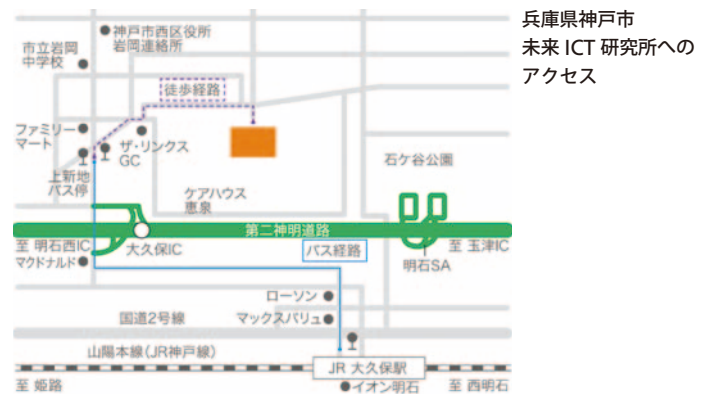 兵庫県神戸市
未来 ICT 研究所への
アクセス
神戸市西区役所
岩岡連絡所
市立岩岡
中学校
徒歩経路
ファミリー
マート
ザ・リンクス
GC
上新地
バス停
石ケ谷公園
ケアハウス
恵泉
第二神明道路
至 明石西IC
大久保IC
バス経路
至 玉津IC
マクドナルド
明石SA
ローソン
国道2号線
マックスバリュ
山陽本線(JR神戸線)
JR 大久保駅
至 姫路
イオン明石
至 西明石